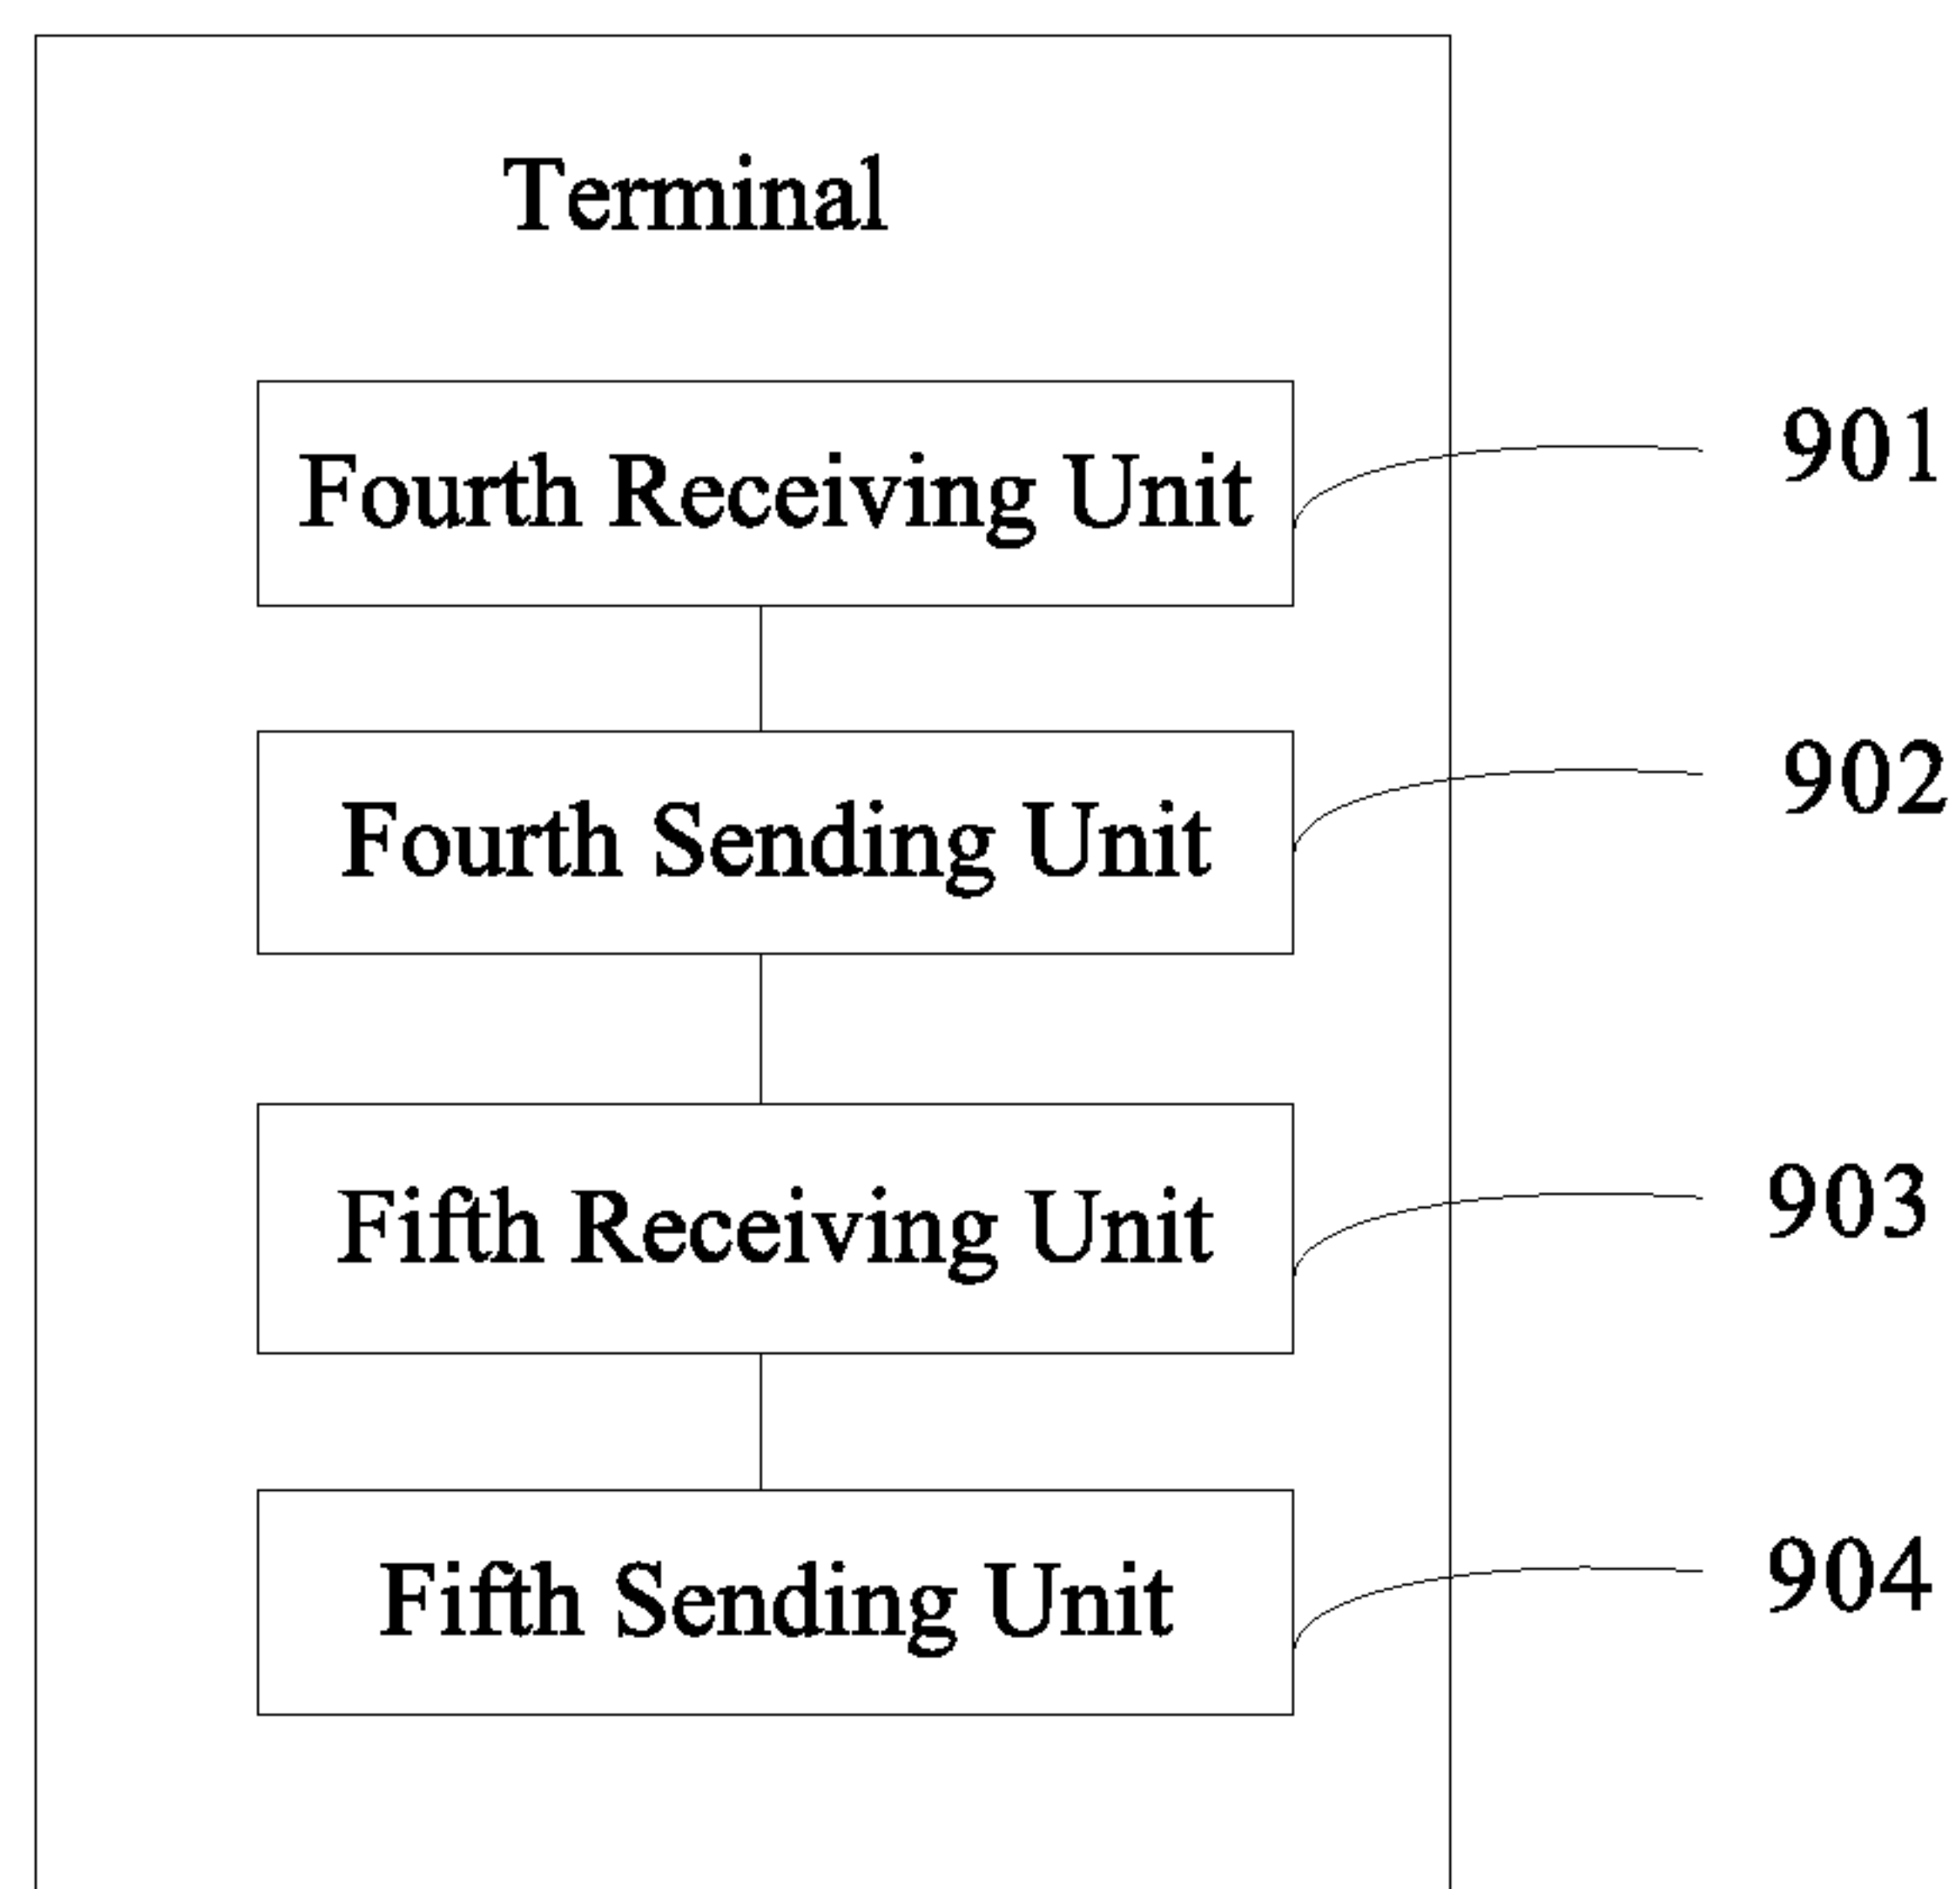 Terminal
Fourth Receiving Unit
901
Fourth Sending Unit
902
Fifth Receiving Unit
903
Fifth Sending Unit
904